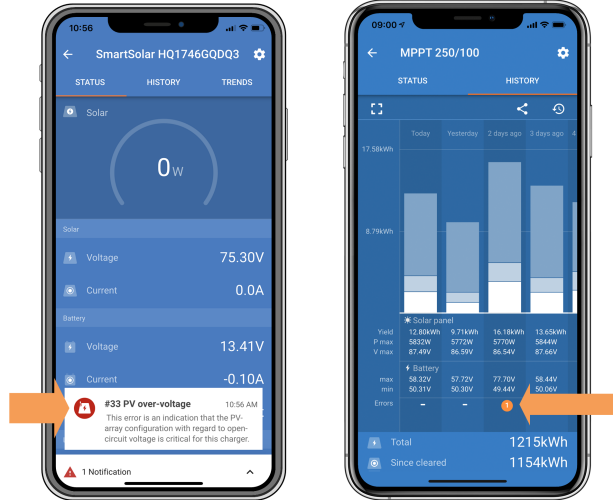 10:56
SmartSolar HQ1746GQDQ3
STATUS HISTORY TRENDS
Solar
0W
Solar
Voltage 75.30V
Current 0.0A
Battery
Voltage 13.41V
Current -0.10A
#33 PV over-voltage 10:56 AM
This error is an indication that the PV-
array configuration with regard to open-
circuit voltage is critical for this charger.
1 Notification
09:00
MPPT 250/100
STATUS HISTORY
Today Yesterday 2 days ago 3 days ago 4
17.58kWh
8.79kWh
Solar panel
Yield 12.80kWh 9.71kWh 16.18kWh 13.65kWh
P max 5832W 5772W 5770W 5844W
V max 87.49V 86.59V 86.54V 87.66V
Battery
max 58.32V 57.72V 77.70V 58.44V
min 50.31V 50.30V 49.44V 50.06V
Errors - - 1
Total 1215kWh
Since cleared 1154kWh